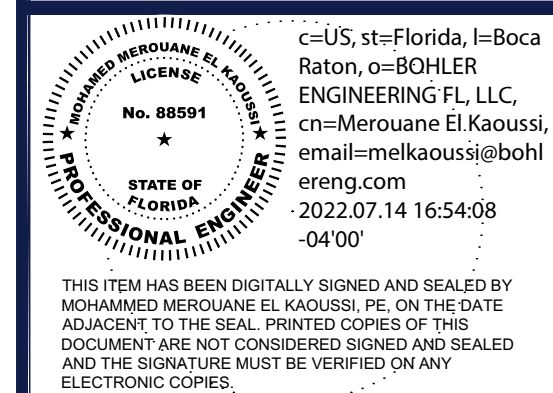 MOHAMED MEROUANE EL KAOUSSI
LICENSE
No. 88591
STATE OF
FLORIDA
PROFESSIONAL ENGINEER
c=US, st=Florida, l=Boca
Raton, o=BOHLER
ENGINEERING FL, LLC,
cn=Merouane El Kaoussi,
email=melkaoussi@bohl
ereng.com
2022.07.14 16:54:08
-04'00'
THIS ITEM HAS BEEN DIGITALLY SIGNED AND SEALED BY
MOHAMMED MEROUANE EL KAOUSSI, PE, ON THE DATE
ADJACENT TO THE SEAL. PRINTED COPIES OF THIS
DOCUMENT ARE NOT CONSIDERED SIGNED AND SEALED
AND THE SIGNATURE MUST BE VERIFIED ON ANY
ELECTRONIC COPIES.